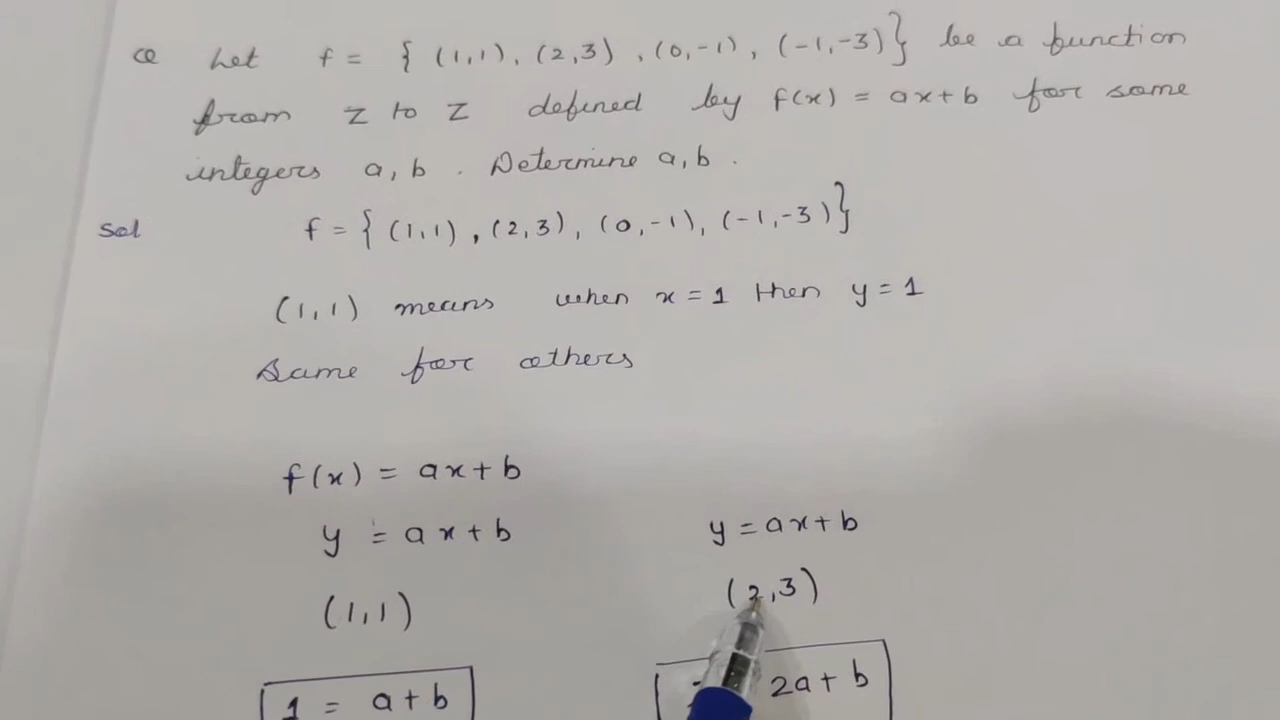 Q Let f = { (1,1), (2,3), (0,-1), (-1,-3)} be a function
from Z to Z defined by f(x) = ax+b for some
integers a, b. Determine a, b.
Sol f = { (1,1), (2,3), (0,-1), (-1,-3)}
(1,1) means when x = 1 then y = 1
Same for others
f(x) = ax+b
y = ax+b
(1,1)
1 = a+b
y = ax+b
(2,3)
2a+b